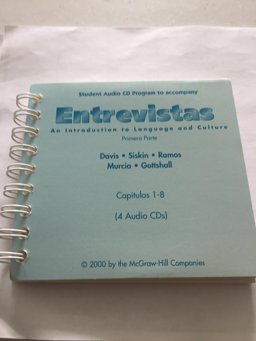 Student Audio CD Program to accompany
Entrevistas
An Introduction to Language and Culture
Primera Parte
Davis • Siskin • Ramos
Murcia • Gottshall
Capítulos 1-8
(4 Audio CDs)
© 2000 by the McGraw-Hill Companies